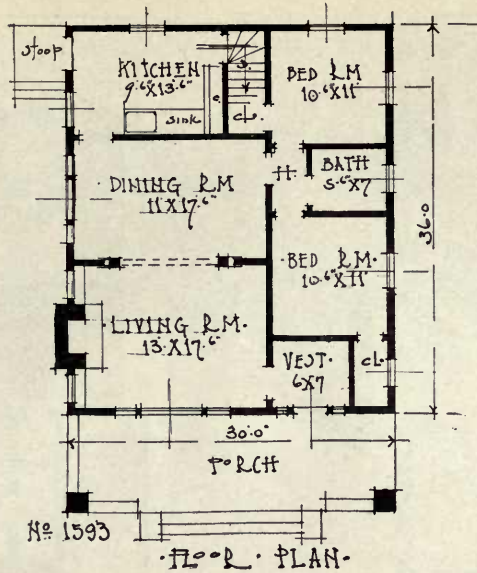 stoop
KITCHEN
9'-6"X13'-6"
SINK
CL.
BED RM
10'-6"X11'
BATH
5'-6"X7
H.
DINING RM
11X17'-6"
BED RM.
10'-6"X11'
36'-0
LIVING RM.
13'X17'-6"
VEST.
6X7
CL.
30'-0"
PORCH
No 1593
·FLOOR·PLAN·